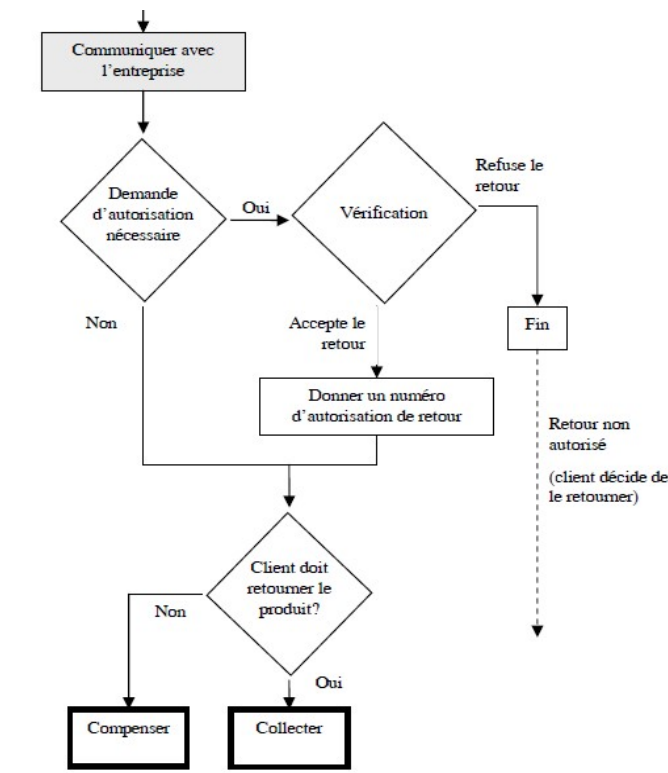 Communiquer avec
l'entreprise
Demande
d'autorisation
nécessaire
Oui
Vérification
Refuse le
retour
Non
Accepte le
retour
Fin
Donner un numéro
d'autorisation de retour
Retour non
autorisé
(client décide de
le retourner)
Client doit
retourner le
produit?
Non
Oui
Compenser
Collecter